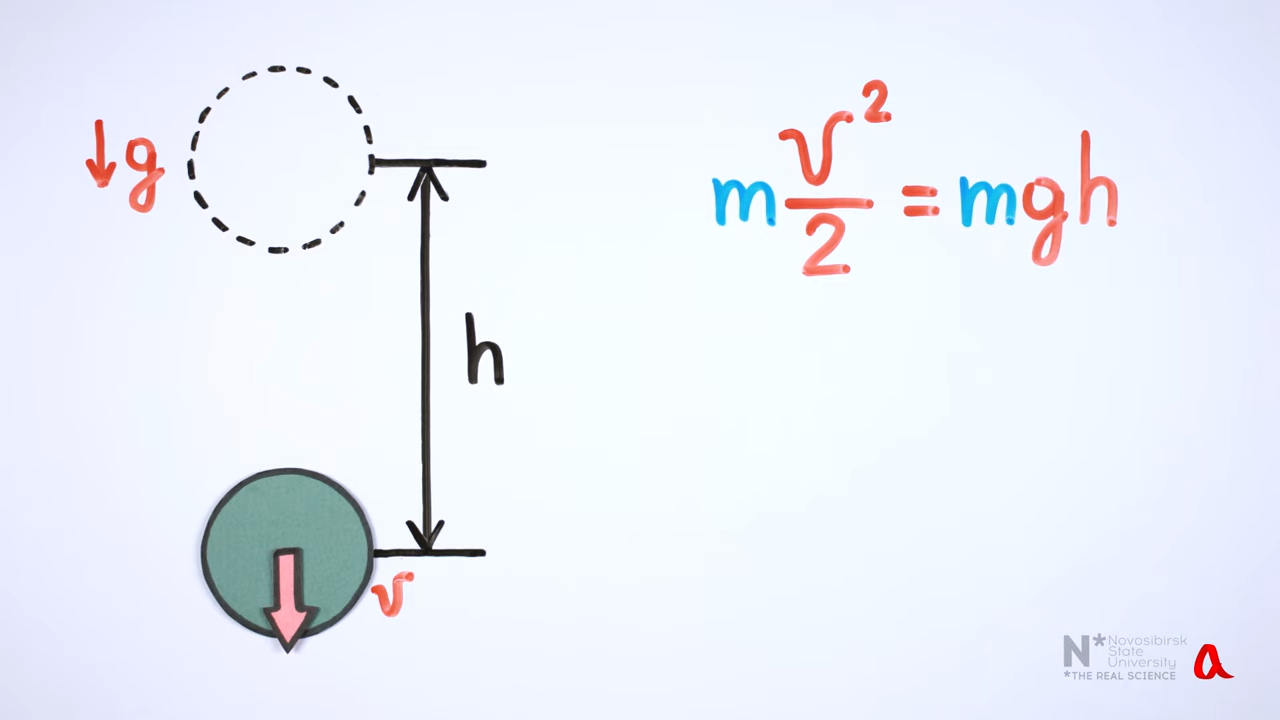 g
m v²/2 = mgh
h
v
N* Novosibirsk
State
University
*THE REAL SCIENCE
a